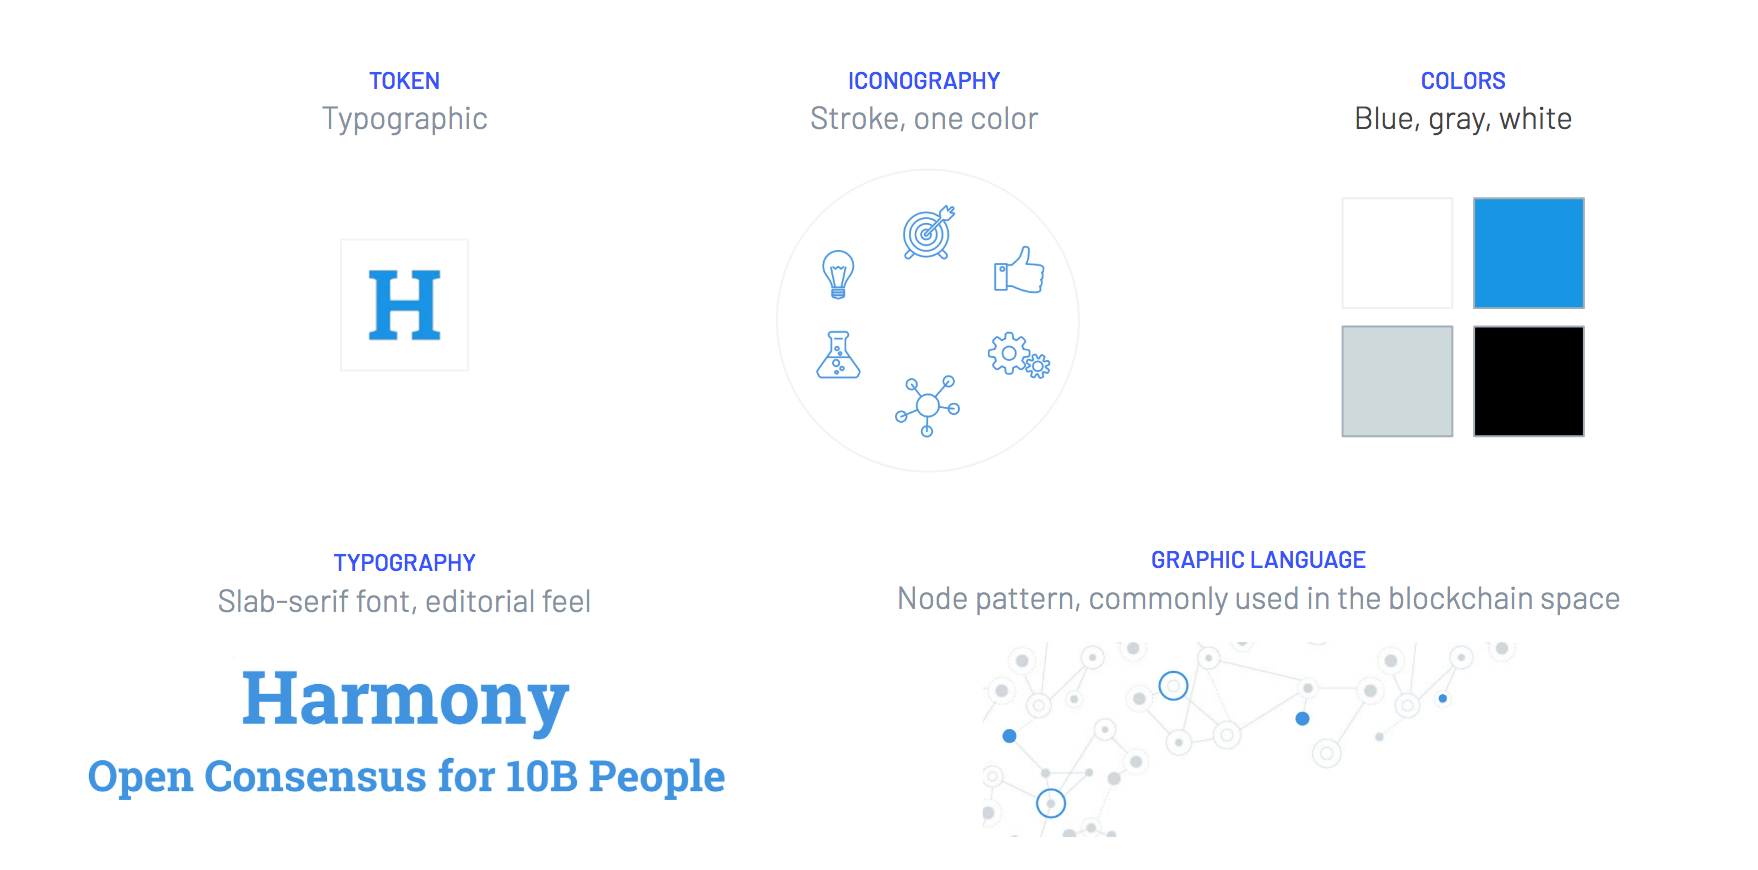 TOKEN
Typographic
H
ICONOGRAPHY
Stroke, one color
COLORS
Blue, gray, white
TYPOGRAPHY
Slab-serif font, editorial feel
Harmony
Open Consensus for 10B People
GRAPHIC LANGUAGE
Node pattern, commonly used in the blockchain space